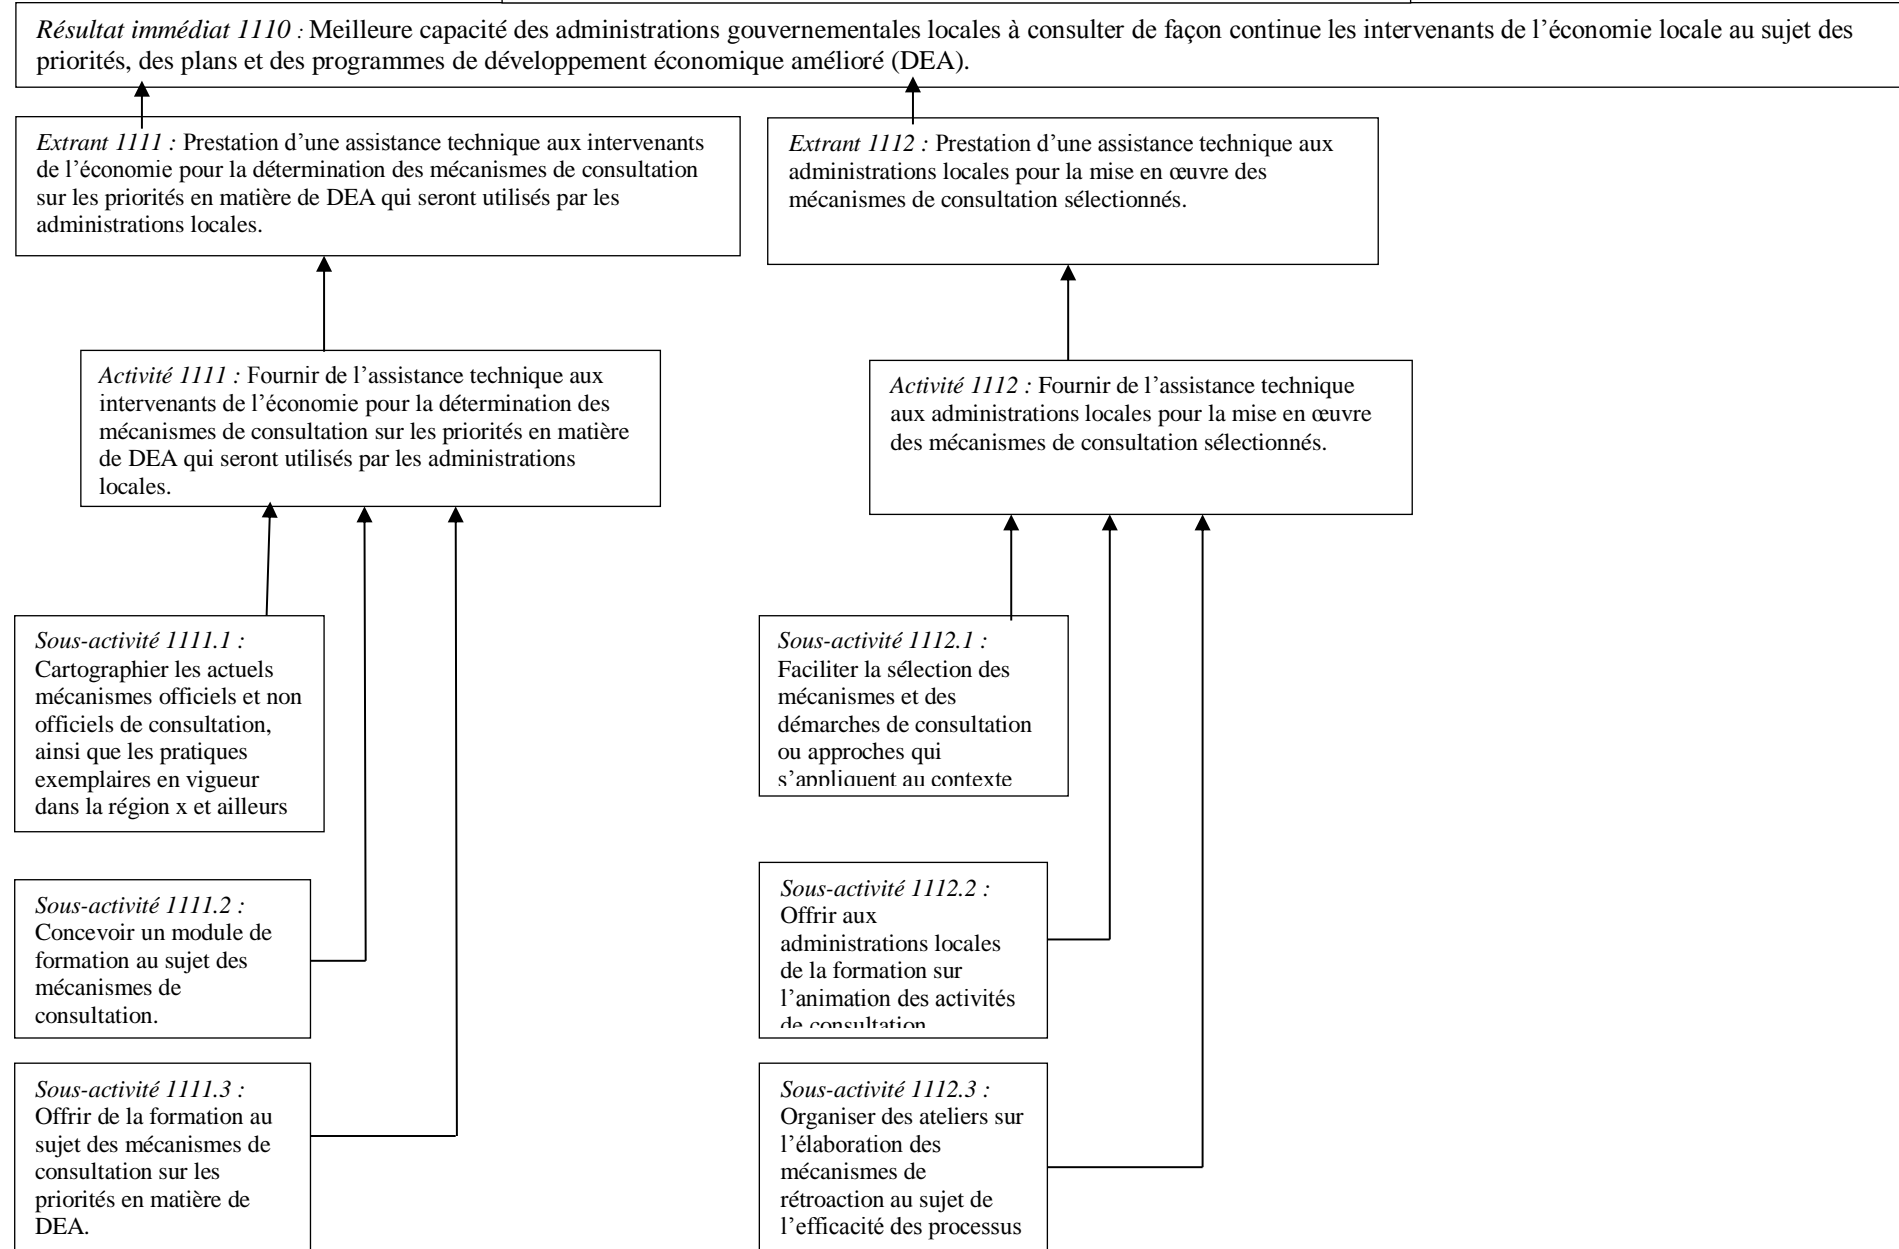 Résultat immédiat 1110 : Meilleure capacité des administrations gouvernementales locales à consulter de façon continue les intervenants de l’économie locale au sujet des
priorités, des plans et des programmes de développement économique amélioré (DEA).
Extrant 1111 : Prestation d’une assistance technique aux intervenants
de l’économie pour la détermination des mécanismes de consultation
sur les priorités en matière de DEA qui seront utilisés par les
administrations locales.
Extrant 1112 : Prestation d’une assistance technique aux
administrations locales pour la mise en œuvre des
mécanismes de consultation sélectionnés.
Activité 1111 : Fournir de l’assistance technique aux
intervenants de l’économie pour la détermination des
mécanismes de consultation sur les priorités en matière
de DEA qui seront utilisés par les administrations
locales.
Activité 1112 : Fournir de l’assistance technique
aux administrations locales pour la mise en œuvre
des mécanismes de consultation sélectionnés.
Sous-activité 1111.1 :
Cartographier les actuels
mécanismes officiels et non
officiels de consultation,
ainsi que les pratiques
exemplaires en vigueur
dans la région x et ailleurs
Sous-activité 1112.1 :
Faciliter la sélection des
mécanismes et des
démarches de consultation
ou approches qui
s’appliquent au contexte
Sous-activité 1111.2 :
Concevoir un module de
formation au sujet des
mécanismes de
consultation.
Sous-activité 1112.2 :
Offrir aux
administrations locales
de la formation sur
l’animation des activités
de consultation
Sous-activité 1111.3 :
Offrir de la formation au
sujet des mécanismes de
consultation sur les
priorités en matière de
DEA.
Sous-activité 1112.3 :
Organiser des ateliers sur
l’élaboration des
mécanismes de
rétroaction au sujet de
l’efficacité des processus